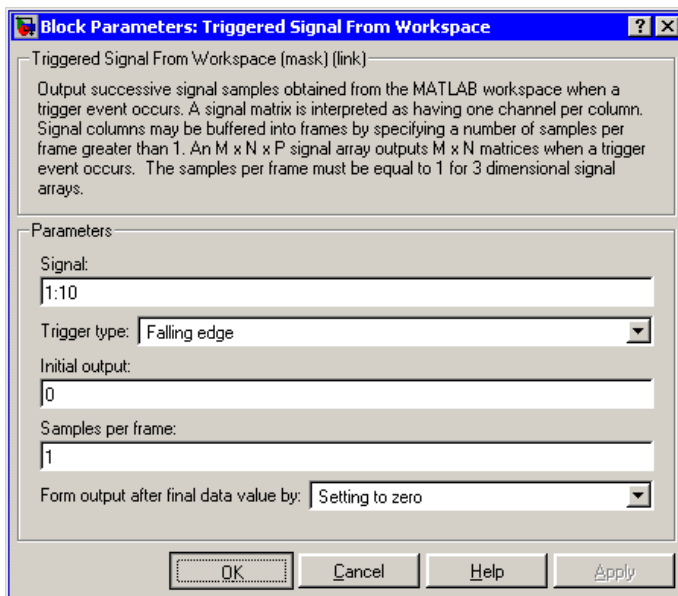 Block Parameters: Triggered Signal From Workspace
Triggered Signal From Workspace (mask) (link)
Output successive signal samples obtained from the MATLAB workspace when a
trigger event occurs. A signal matrix is interpreted as having one channel per column.
Signal columns may be buffered into frames by specifying a number of samples per
frame greater than 1. An M x N x P signal array outputs M x N matrices when a trigger
event occurs.  The samples per frame must be equal to 1 for 3 dimensional signal
arrays.
Parameters
Signal:
1:10
Trigger type: Falling edge
Initial output:
0
Samples per frame:
1
Form output after final data value by: Setting to zero
OK Cancel Help Apply